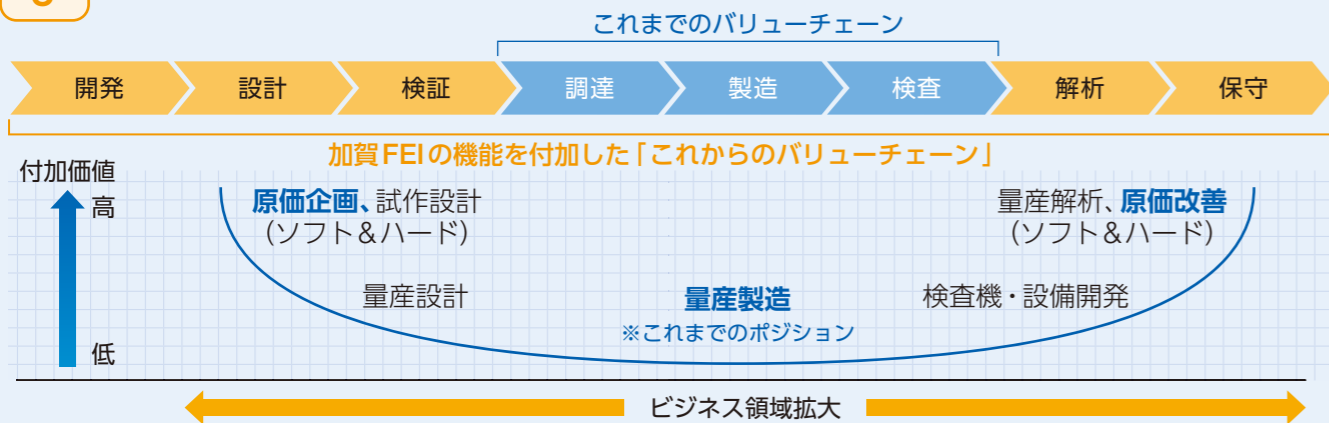 これまでのバリューチェーン
開発 設計 検証 調達 製造 検査 解析 保守
加賀FEIの機能を付加した「これからのバリューチェーン」
付加価値
高
原価企画、試作設計
(ソフト&ハード)
量産解析、原価改善
(ソフト&ハード)
量産設計
量産製造
※これまでのポジション
検査機・設備開発
低
ビジネス領域拡大